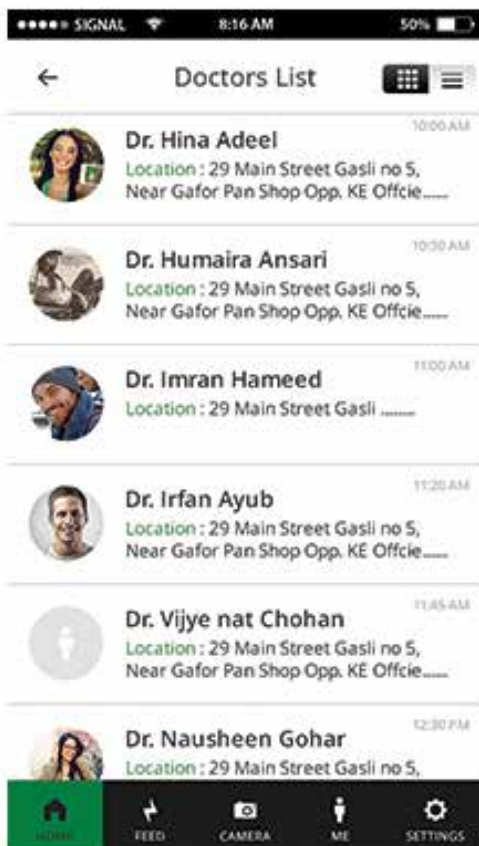 SIGNAL 8:16 AM 50%
Doctors List
10:00 AM
Dr. Hina Adeel
Location : 29 Main Street Gasli no 5,
Near Gafor Pan Shop Opp. KE Offcie......
10:30 AM
Dr. Humaira Ansari
Location : 29 Main Street Gasli no 5,
Near Gafor Pan Shop Opp. KE Offcie......
11:00 AM
Dr. Imran Hameed
Location : 29 Main Street Gasli ........
11:20 AM
Dr. Irfan Ayub
Location : 29 Main Street Gasli no 5,
Near Gafor Pan Shop Opp. KE Offcie......
11:45 AM
Dr. Vijye nat Chohan
Location : 29 Main Street Gasli no 5,
Near Gafor Pan Shop Opp. KE Offcie......
12:30 PM
Dr. Nausheen Gohar
Location : 29 Main Street Gasli no 5,
HOME FEED CAMERA ME SETTINGS